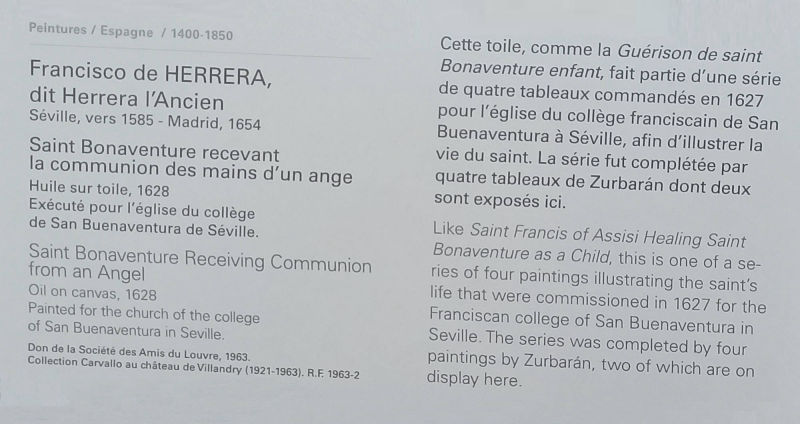 Peintures / Espagne / 1400-1850
Francisco de HERRERA,
dit Herrera l'Ancien
Séville, vers 1585 - Madrid, 1654
Saint Bonaventure recevant
la communion des mains d'un ange
Huile sur toile, 1628
Exécuté pour l'église du collège
de San Buenaventura de Séville.
Saint Bonaventure Receiving Communion
from an Angel
Oil on canvas, 1628
Painted for the church of the college
of San Buenaventura in Seville.
Don de la Société des Amis du Louvre, 1963.
Collection Carvallo au château de Villandry (1921-1963). R.F. 1963-2
Cette toile, comme la Guérison de saint
Bonaventure enfant, fait partie d'une série
de quatre tableaux commandés en 1627
pour l'église du collège franciscain de San
Buenaventura à Séville, afin d'illustrer la
vie du saint. La série fut complétée par
quatre tableaux de Zurbarán dont deux
sont exposés ici.
Like Saint Francis of Assisi Healing Saint
Bonaventure as a Child, this is one of a se-
ries of four paintings illustrating the saint's
life that were commissioned in 1627 for the
Franciscan college of San Buenaventura in
Seville. The series was completed by four
paintings by Zurbarán, two of which are on
display here.